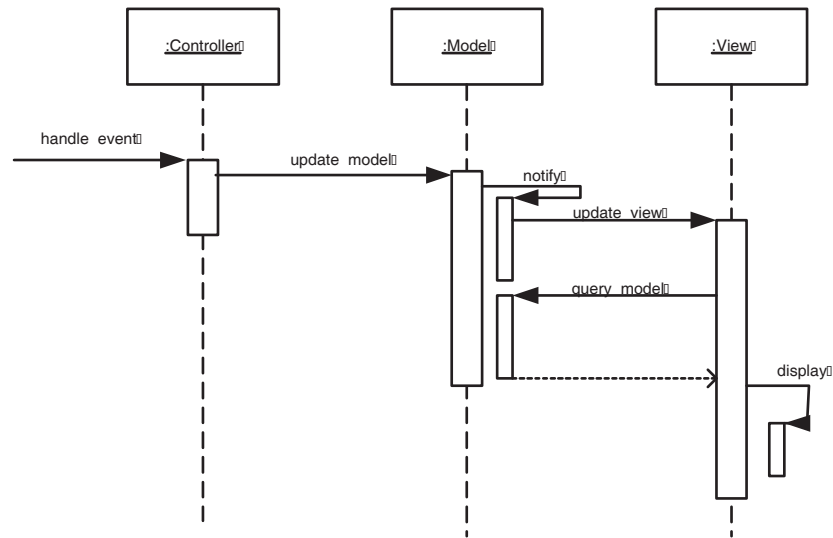 :Controller
:Model
:View
handle event
update model
notify
update view
query model
display